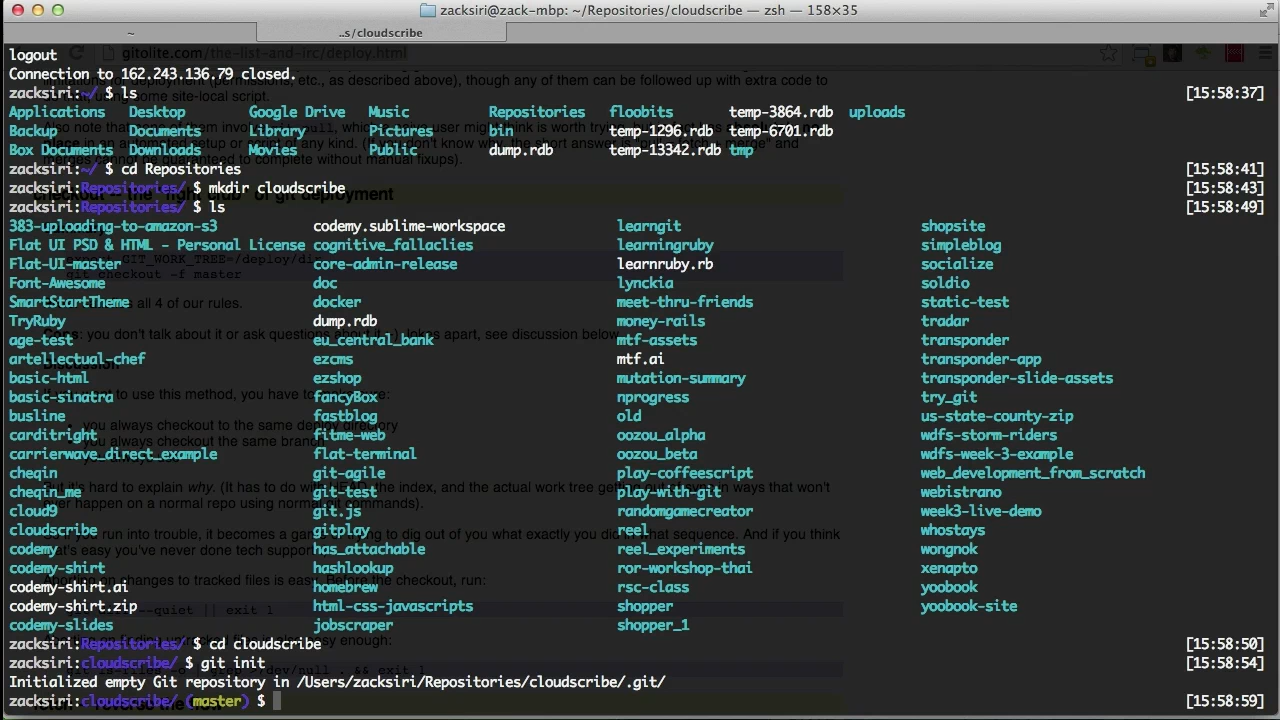 zacksiri@zack-mbp: ~/Repositories/cloudscribe — zsh — 158×35
~ ..s/cloudscribe
gitolite.com/the-list-and-irc/deploy.html
logout
Connection to 162.243.136.79 closed.
zacksiri:~/ $ ls [15:58:37]
Applications Desktop Google Drive Music Repositories floobits temp-3864.rdb uploads
Backup Documents Library Pictures bin temp-1296.rdb temp-6701.rdb
Box Documents Downloads Movies Public dump.rdb temp-13342.rdb tmp
zacksiri:~/ $ cd Repositories [15:58:41]
zacksiri:Repositories/ $ mkdir cloudscribe [15:58:43]
zacksiri:Repositories/ $ ls [15:58:49]
383-uploading-to-amazon-s3 codemy.sublime-workspace learngit shopsite
Flat UI PSD & HTML - Personal License cognitive_fallaclies learningruby simpleblog
Flat-UI-master core-admin-release learnruby.rb socialize
Font-Awesome doc lynckia soldio
SmartStartTheme docker meet-thru-friends static-test
TryRuby dump.rdb money-rails tradar
age-test eu_central_bank mtf-assets transponder
artellectual-chef ezcms mtf.ai transponder-app
basic-html ezshop mutation-summary transponder-slide-assets
basic-sinatra fancyBox nprogress try_git
busline fastblog old us-state-county-zip
carditright fitme-web oozou_alpha wdfs-storm-riders
carrierwave_direct_example flat-terminal oozou_beta wdfs-week-3-example
cheqin git-agile play-coffeescript web_development_from_scratch
cheqin_me git-test play-with-git webistrano
cloud9 git.js randomgamecreator week3-live-demo
cloudscribe gitplay reel whostays
codemy has_attachable reel_experiments wongnok
codemy-shirt hashlookup ror-workshop-thai xenapto
codemy-shirt.ai homebrew rsc-class yoobook
codemy-shirt.zip html-css-javascripts shopper yoobook-site
codemy-slides jobscraper shopper_1
zacksiri:Repositories/ $ cd cloudscribe [15:58:50]
zacksiri:cloudscribe/ $ git init [15:58:54]
Initialized empty Git repository in /Users/zacksiri/Repositories/cloudscribe/.git/
zacksiri:cloudscribe/ (master) $ [15:58:59]